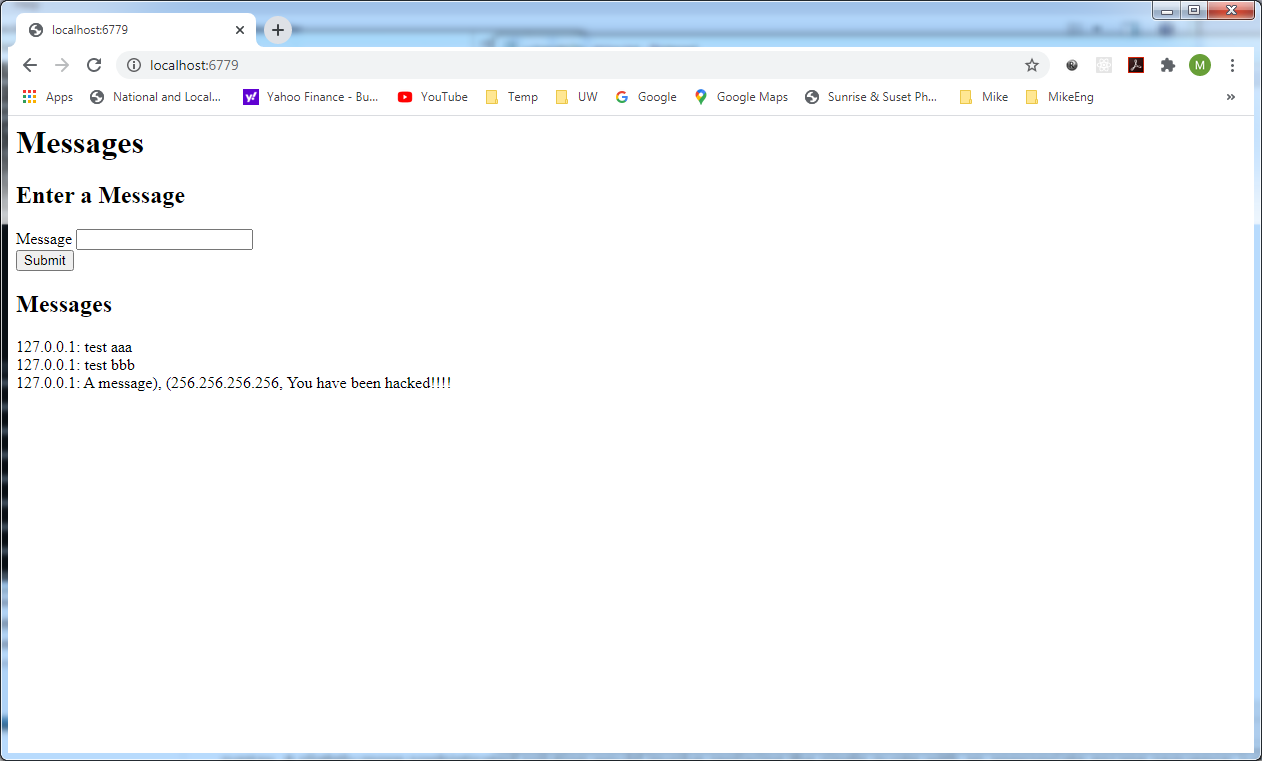 localhost:6779
localhost:6779
M
Apps National and Local... Yahoo Finance - Bu... YouTube Temp UW Google Google Maps Sunrise & Suset Ph... Mike MikeEng »
Messages
Enter a Message
Message
Submit
Messages
127.0.0.1: test aaa
127.0.0.1: test bbb
127.0.0.1: A message), (256.256.256.256, You have been hacked!!!!